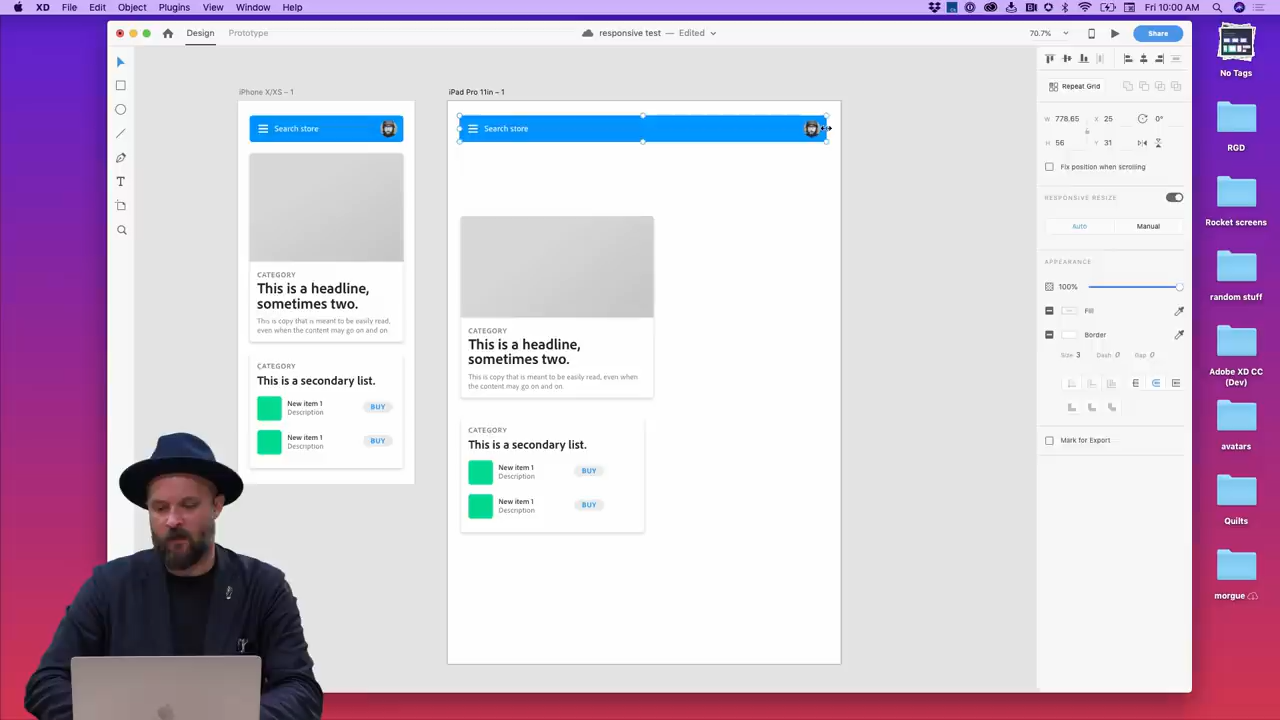 XD File Edit Object Plugins View Window Help
Fri 10:00 AM
Design Prototype
responsive test — Edited
70.7%
Share
iPhone X/XS – 1
Search store
CATEGORY
This is a headline,
sometimes two.
This is copy that is meant to be easily read,
even when the content may go on and on.
CATEGORY
This is a secondary list.
New item 1
Description
BUY
New item 1
Description
BUY
iPad Pro 11in – 1
Search store
CATEGORY
This is a headline,
sometimes two.
This is copy that is meant to be easily read, even when
the content may go on and on.
CATEGORY
This is a secondary list.
New item 1
Description
BUY
New item 1
Description
BUY
Repeat Grid
W 778.65 X 25 0°
H 56 Y 31
Fix position when scrolling
RESPONSIVE RESIZE
Auto Manual
APPEARANCE
100%
Fill
Border
Size 3 Dash 0 Gap 0
Mark for Export
No Tags
RGD
Rocket screens
random stuff
Adobe XD CC
(Dev)
avatars
Quilts
morgue